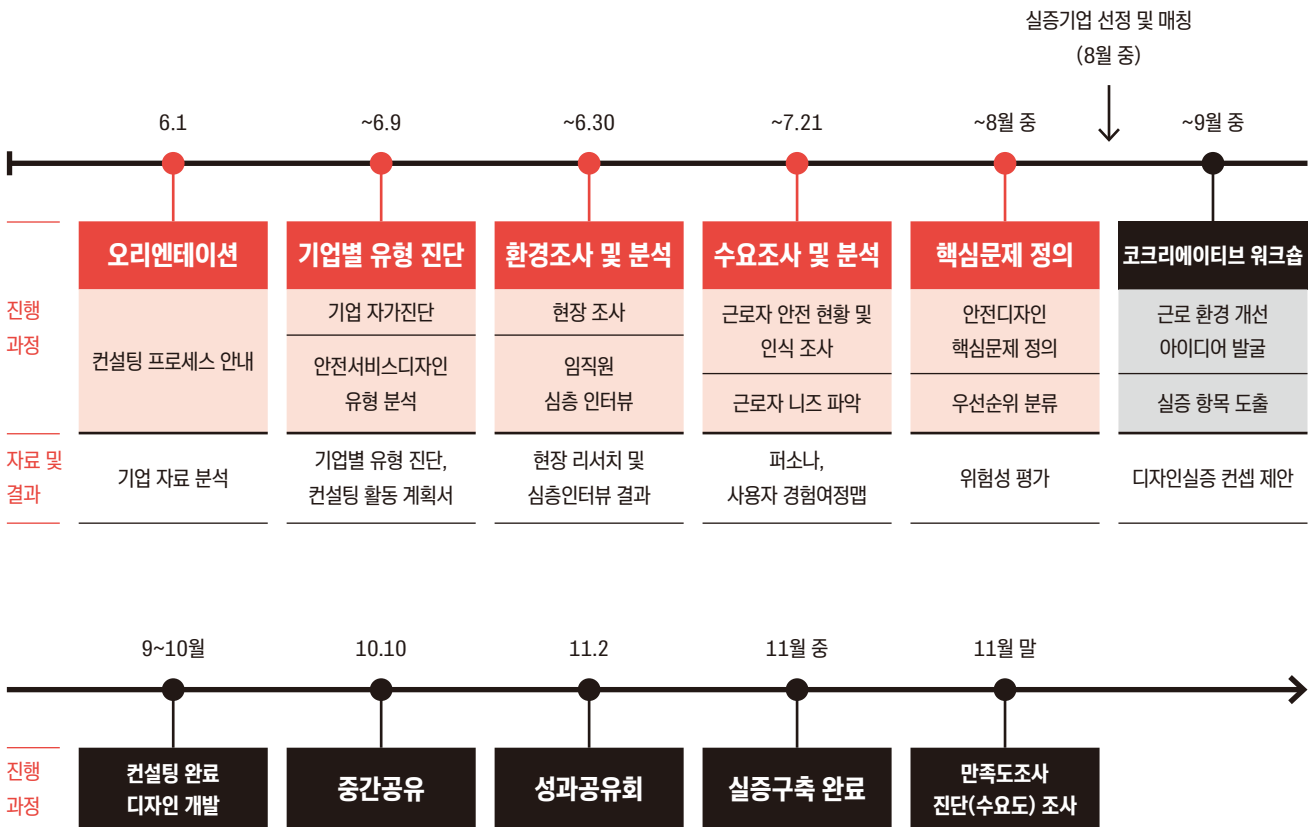 실증기업 선정 및 매칭
(8월 중)
6.1
~6.9
~6.30
~7.21
~8월 중
~9월 중
진행
과정
오리엔테이션
기업별 유형 진단
환경조사 및 분석
수요조사 및 분석
핵심문제 정의
코크리에이티브 워크숍
컨설팅 프로세스 안내
기업 자가진단
안전서비스디자인
유형 분석
현장 조사
임직원
심층 인터뷰
근로자 안전 현황 및
인식 조사
근로자 니즈 파악
안전디자인
핵심문제 정의
우선순위 분류
근로 환경 개선
아이디어 발굴
실증 항목 도출
자료 및
결과
기업 자료 분석
기업별 유형 진단,
컨설팅 활동 계획서
현장 리서치 및
심층인터뷰 결과
퍼소나,
사용자 경험여정맵
위험성 평가
디자인실증 컨셉 제안
9~10월
10.10
11.2
11월 중
11월 말
진행
과정
컨설팅 완료
디자인 개발
중간공유
성과공유회
실증구축 완료
만족도조사
진단(수요도) 조사